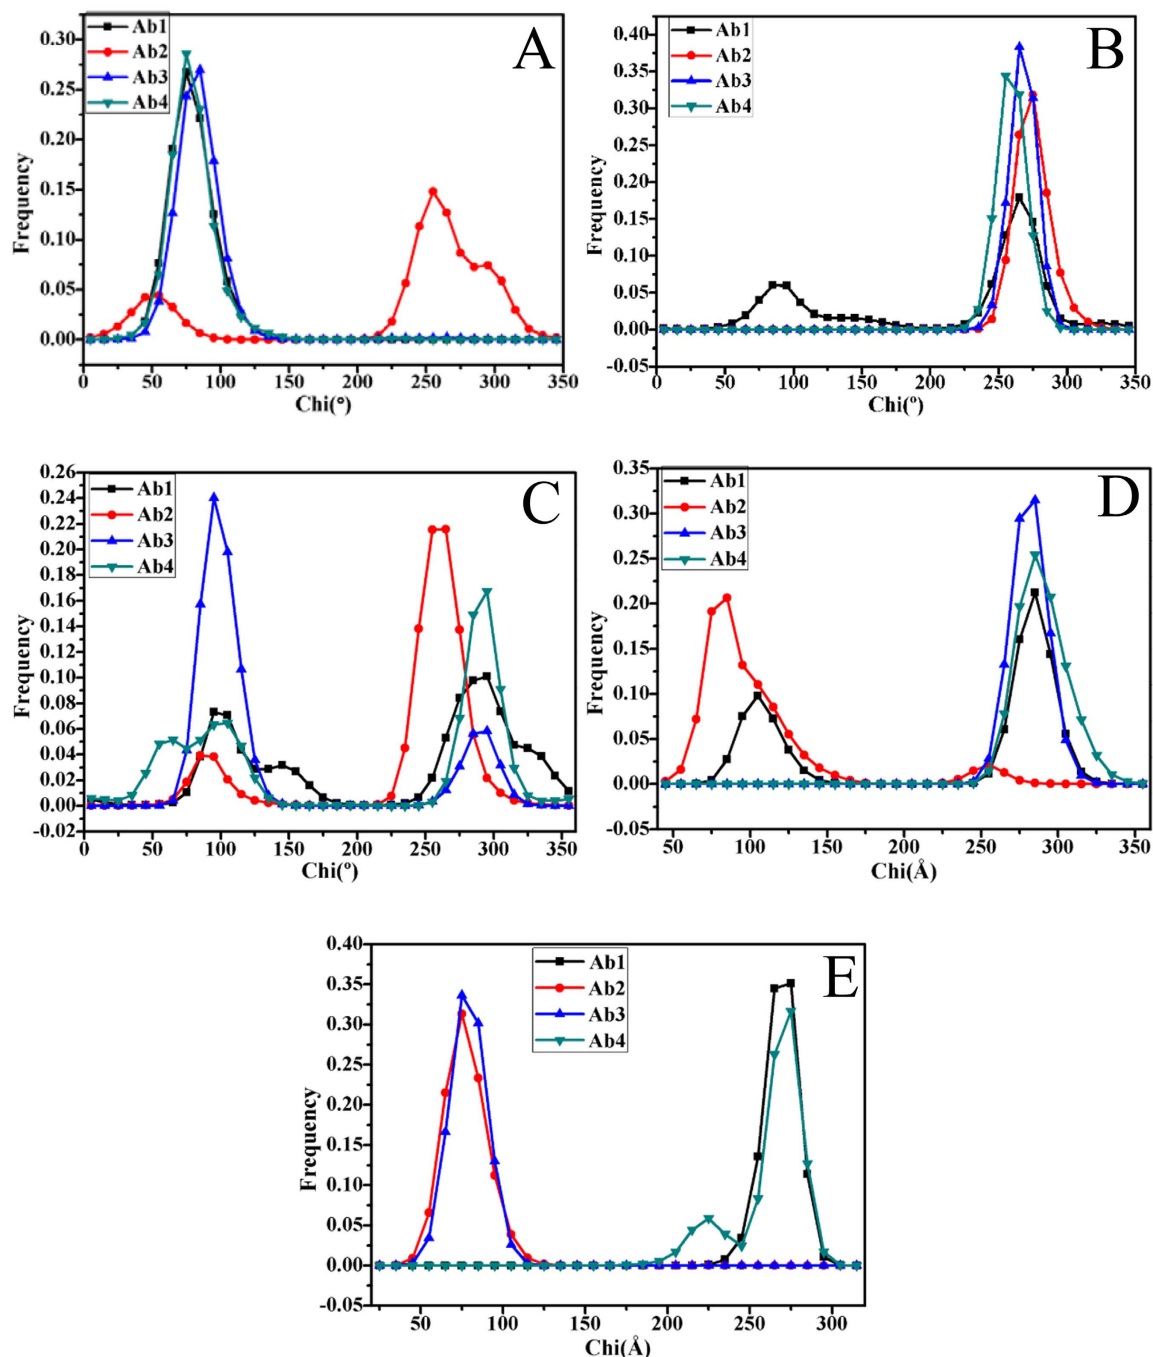 A
Ab1
Ab2
Ab3
Ab4
0.30
0.25
0.20
0.15
0.10
0.05
0.00
Frequency
0 50 100 150 200 250 300 350
Chi(°)
B
Ab1
Ab2
Ab3
Ab4
0.40
0.35
0.30
0.25
0.20
0.15
0.10
0.05
0.00
-0.05
Frequency
0 50 100 150 200 250 300 350
Chi(°)
C
Ab1
Ab2
Ab3
Ab4
0.26
0.24
0.22
0.20
0.18
0.16
0.14
0.12
0.10
0.08
0.06
0.04
0.02
0.00
-0.02
Frequency
0 50 100 150 200 250 300 350
Chi(°)
D
Ab1
Ab2
Ab3
Ab4
0.35
0.30
0.25
0.20
0.15
0.10
0.05
0.00
-0.05
Frequency
50 100 150 200 250 300 350
Chi(Å)
E
Ab1
Ab2
Ab3
Ab4
0.40
0.35
0.30
0.25
0.20
0.15
0.10
0.05
0.00
-0.05
Frequency
50 100 150 200 250 300
Chi(Å)